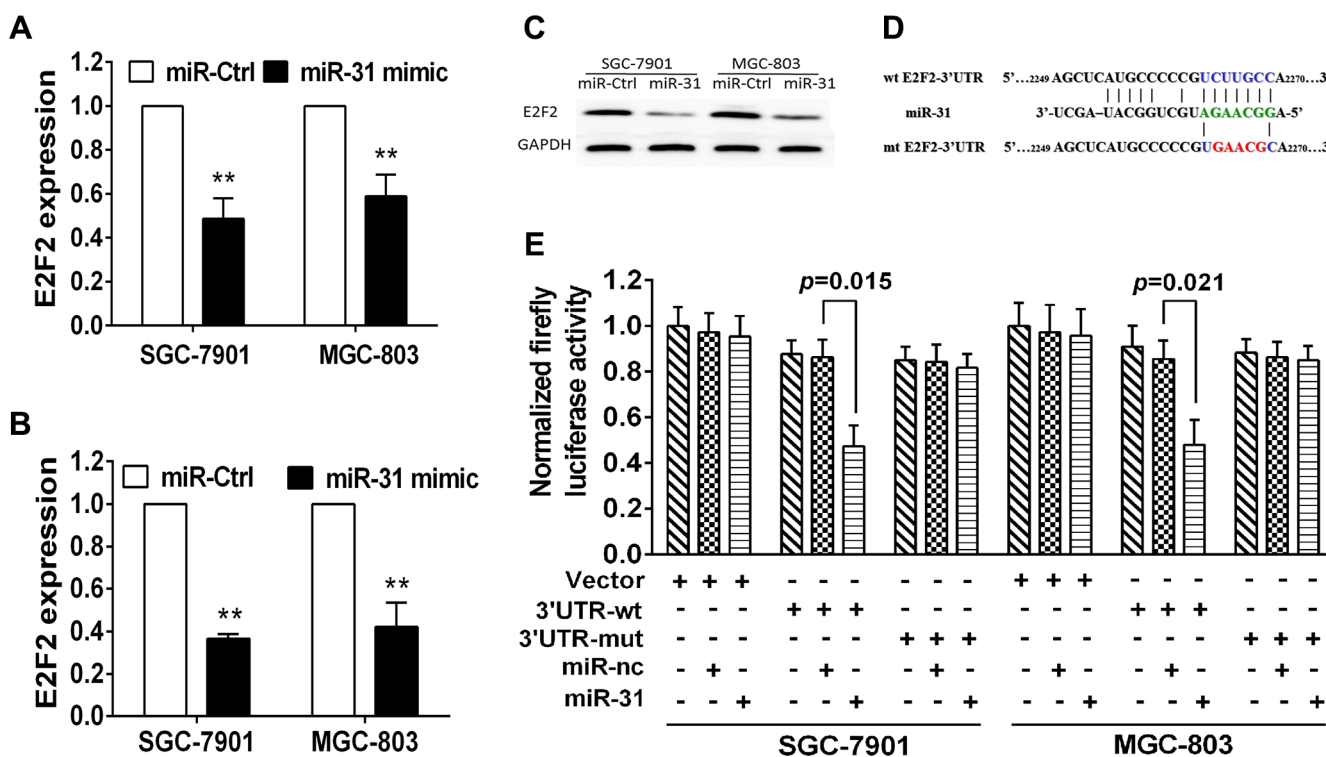 A
1.2
1.0
0.8
0.6
0.4
0.2
0.0
E2F2 expression
miR-Ctrl miR-31 mimic
** **
SGC-7901 MGC-803
B
1.2
1.0
0.8
0.6
0.4
0.2
0.0
E2F2 expression
miR-Ctrl miR-31 mimic
** **
SGC-7901 MGC-803
C
SGC-7901 MGC-803
miR-Ctrl miR-31 miR-Ctrl miR-31
E2F2
GAPDH
D
wt E2F2-3'UTR 5'...2249 AGCUCAUGCCCCCGUCUUGCCA2270...3
miR-31 3'-UCGA-UACGGUCGUAGAACGGA-5'
mt E2F2-3'UTR 5'...2249 AGCUCAUGCCCCCGUGAACGCA2270...3
E
Normalized firefly
luciferase activity
1.2
1.0
0.8
0.6
0.4
0.2
0.0
p=0.015 p=0.021
Vector + + + - - - - - - + + + - - - - - -
3'UTR-wt - - - + + + - - - - - - + + + - - -
3'UTR-mut - - - - - - + + + - - - - - - + + +
miR-nc - + - - + - - + - - + - - + - - + -
miR-31 - - + - - + - - + - - + - - + - - +
SGC-7901 MGC-803